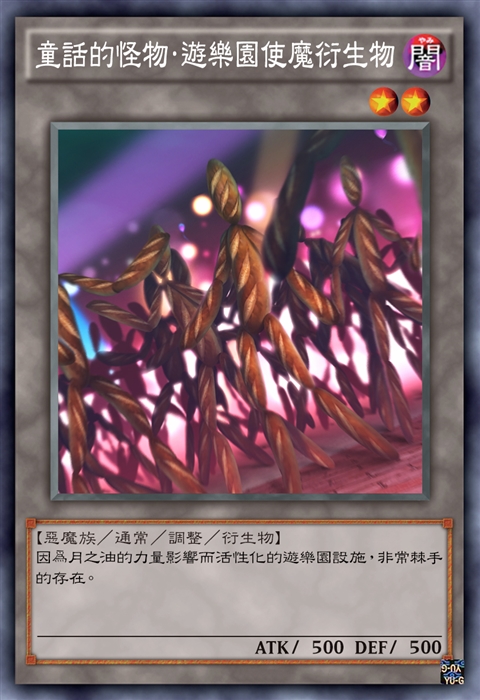 童話的怪物·遊樂園使魔衍生物
闇
【惡魔族／通常／調整／衍生物】
因爲月之油的力量影響而活性化的遊樂園設施，非常棘手
的存在。
ATK/ 500 DEF/ 500
YU-G